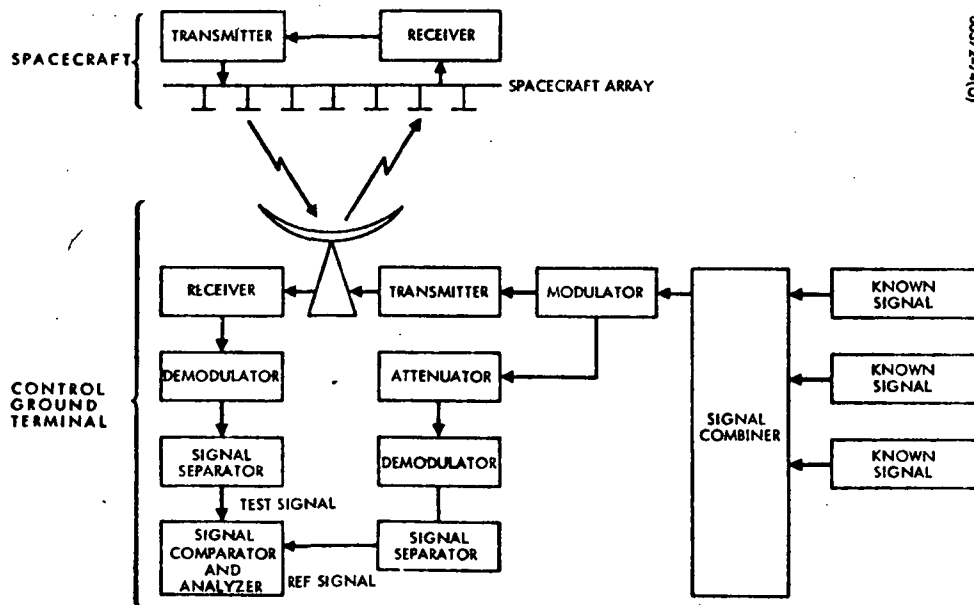 TRANSMITTER
RECEIVER
SPACECRAFT
SPACECRAFT ARRAY
RECEIVER
TRANSMITTER
MODULATOR
KNOWN
SIGNAL
DEMODULATOR
ATTENUATOR
KNOWN
SIGNAL
CONTROL
GROUND
TERMINAL
SIGNAL
COMBINER
SIGNAL
SEPARATOR
DEMODULATOR
KNOWN
SIGNAL
TEST SIGNAL
SIGNAL
COMPARATOR
AND
ANALYZER
REF SIGNAL
SIGNAL
SEPARATOR